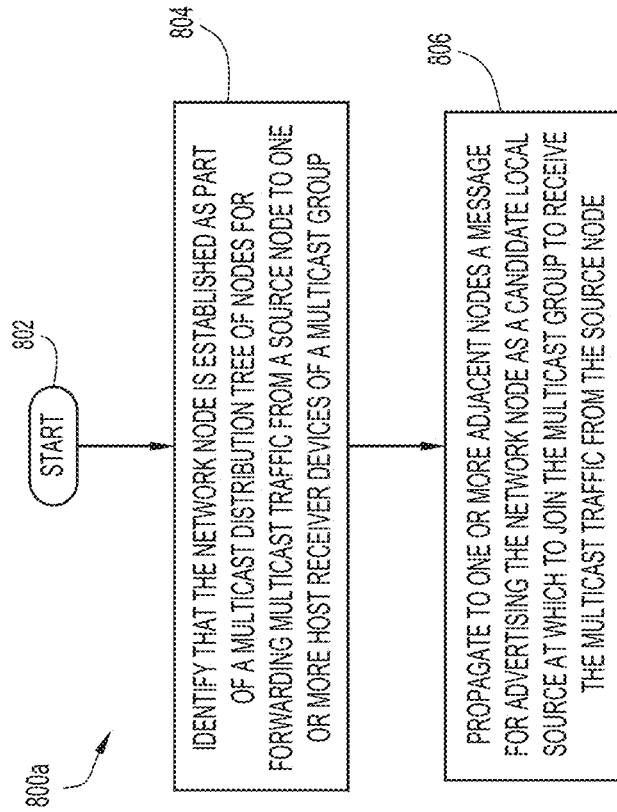 800a
START
802
IDENTIFY THAT THE NETWORK NODE IS ESTABLISHED AS PART
OF A MULTICAST DISTRIBUTION TREE OF NODES FOR
FORWARDING MULTICAST TRAFFIC FROM A SOURCE NODE TO ONE
OR MORE HOST RECEIVER DEVICES OF A MULTICAST GROUP
804
PROPAGATE TO ONE OR MORE ADJACENT NODES A MESSAGE
FOR ADVERTISING THE NETWORK NODE AS A CANDIDATE LOCAL
SOURCE AT WHICH TO JOIN THE MULTICAST GROUP TO RECEIVE
THE MULTICAST TRAFFIC FROM THE SOURCE NODE
806